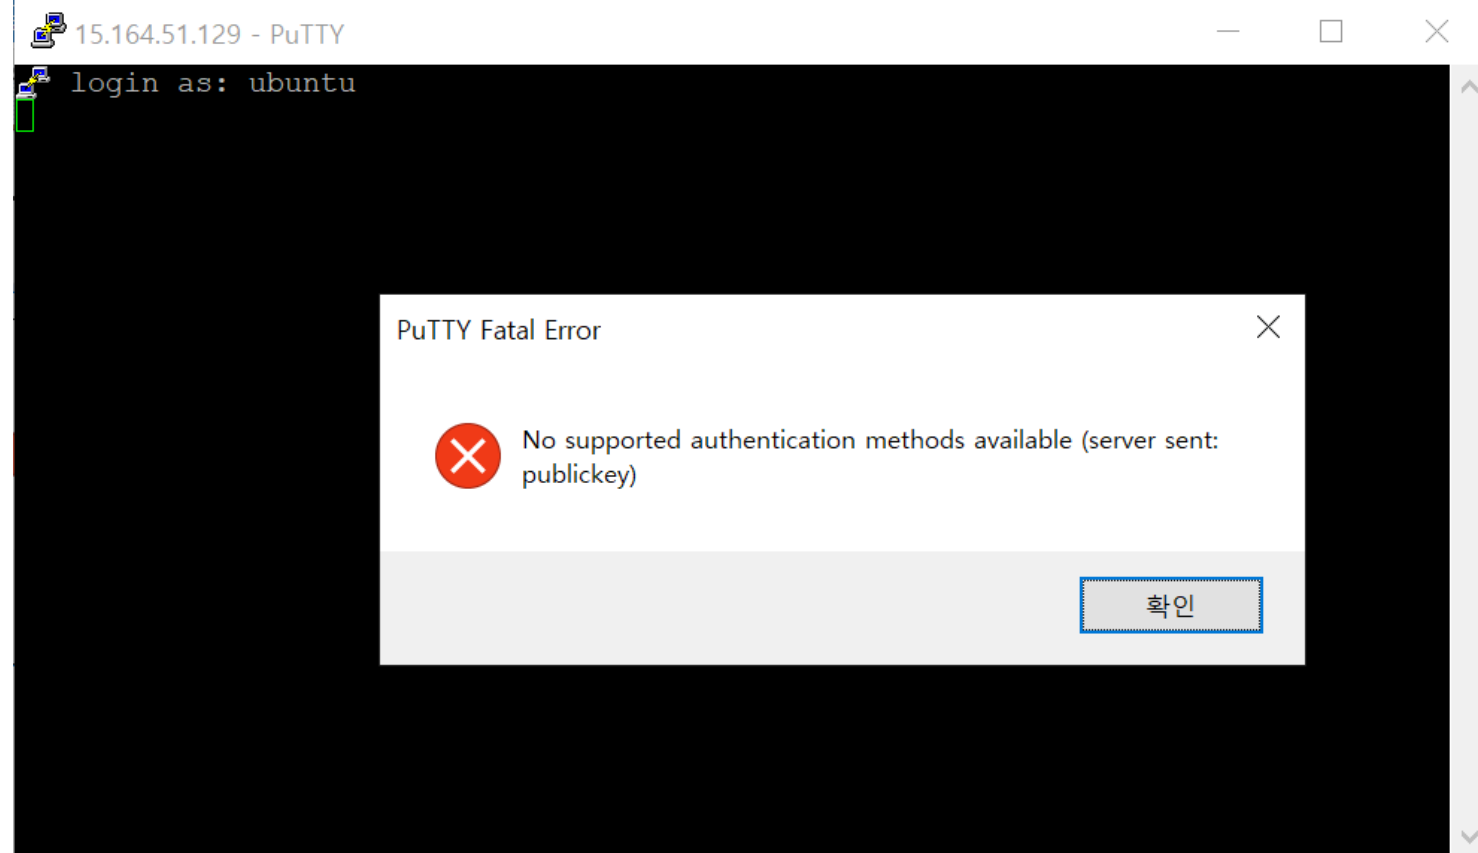 15.164.51.129 - PuTTY
login as: ubuntu
PuTTY Fatal Error
No supported authentication methods available (server sent:
publickey)
확인